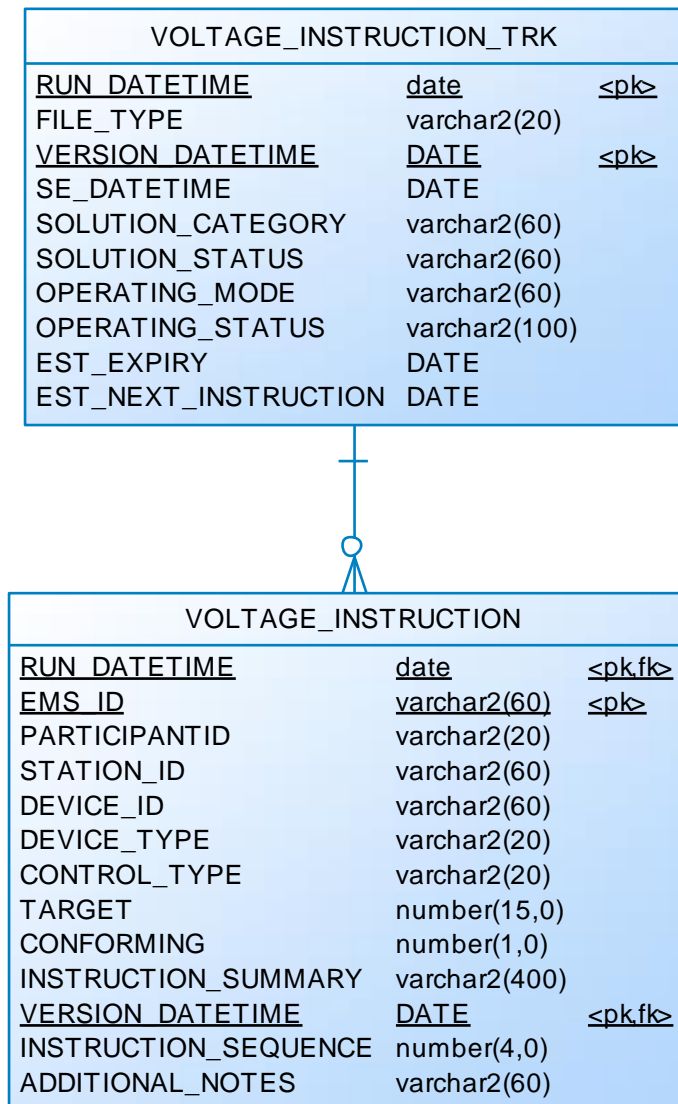 VOLTAGE_INSTRUCTION_TRK
RUN_DATETIME date <pk>
FILE_TYPE varchar2(20)
VERSION_DATETIME DATE <pk>
SE_DATETIME DATE
SOLUTION_CATEGORY varchar2(60)
SOLUTION_STATUS varchar2(60)
OPERATING_MODE varchar2(60)
OPERATING_STATUS varchar2(100)
EST_EXPIRY DATE
EST_NEXT_INSTRUCTION DATE
VOLTAGE_INSTRUCTION
RUN_DATETIME date <pk,fk>
EMS_ID varchar2(60) <pk>
PARTICIPANTID varchar2(20)
STATION_ID varchar2(60)
DEVICE_ID varchar2(60)
DEVICE_TYPE varchar2(20)
CONTROL_TYPE varchar2(20)
TARGET number(15,0)
CONFORMING number(1,0)
INSTRUCTION_SUMMARY varchar2(400)
VERSION_DATETIME DATE <pk,fk>
INSTRUCTION_SEQUENCE number(4,0)
ADDITIONAL_NOTES varchar2(60)